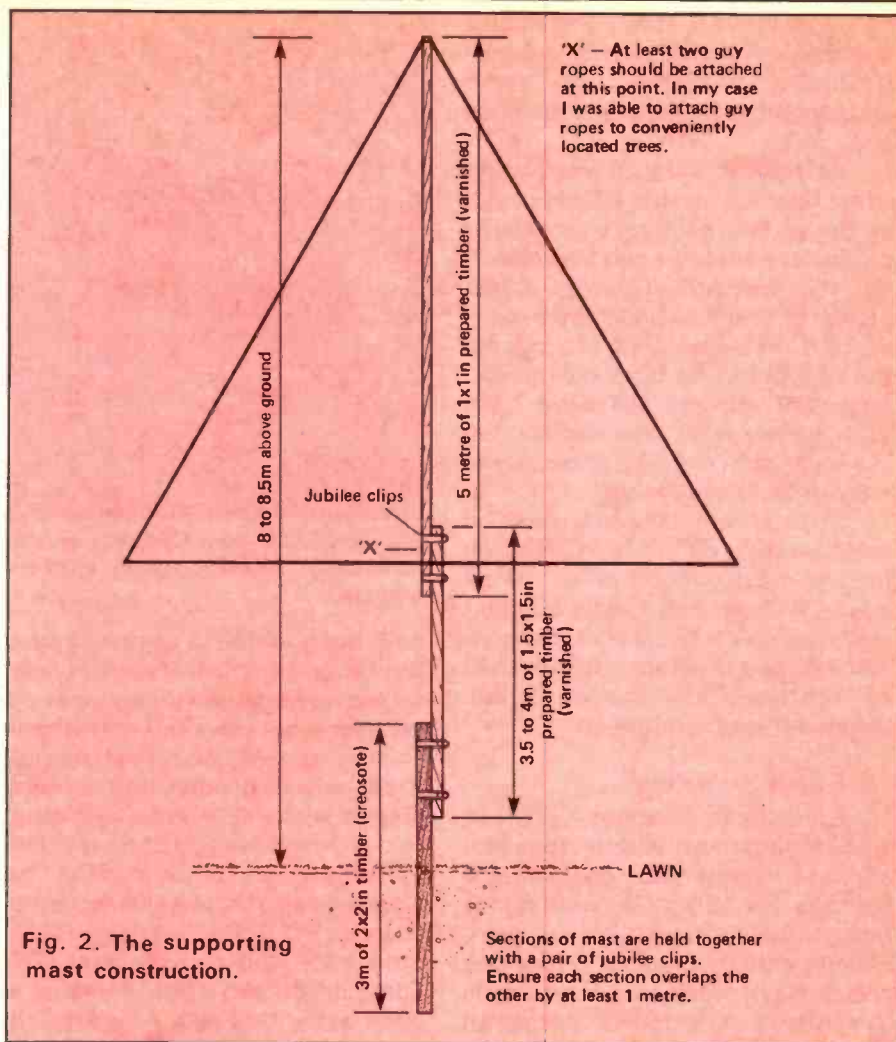 'X' — At least two guy
ropes should be attached
at this point. In my case
I was able to attach guy
ropes to conveniently
located trees.
8 to 8.5m above ground
5 metre of 1x1in prepared timber (varnished)
Jubilee clips
'X'
3.5 to 4m of 1.5x1.5in
prepared timber
(varnished)
3m of 2x2in timber (creosote)
LAWN
Fig. 2. The supporting
mast construction.
Sections of mast are held together
with a pair of jubilee clips.
Ensure each section overlaps the
other by at least 1 metre.